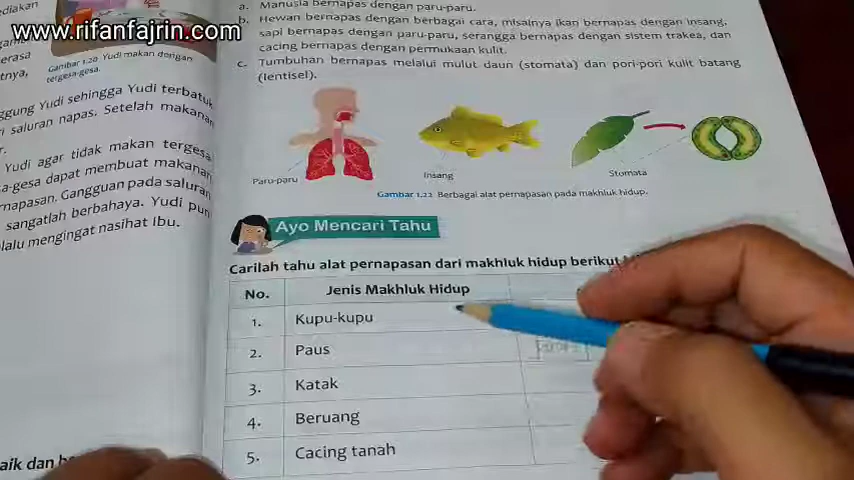 www.rifanfajrin.com
Gambar 1.20 Yudi makan dengan
tergesa-gesa.
ggung Yudi sehingga Yudi terbatuk
i saluran napas. Setelah makanan
Yudi agar tidak makan tergesa
a-gesa dapat membuat makanan
rnapasan. Gangguan pada saluran
sangatlah berbahaya. Yudi pun
alu mengingat nasihat Ibu.
aik dan
a. Manusia bernapas dengan paru-paru.
b. Hewan bernapas dengan berbagai cara, misalnya ikan bernapas dengan insang,
sapi bernapas dengan paru-paru, serangga bernapas dengan sistem trakea, dan
cacing bernapas dengan permukaan kulit.
c. Tumbuhan bernapas melalui mulut daun (stomata) dan pori-pori kulit batang
(lentisel).
Paru-paru
Insang
Stomata
Gambar 1.22 Berbagai alat pernapasan pada makhluk hidup.
Ayo Mencari Tahu
Carilah tahu alat pernapasan dari makhluk hidup berikut
No. Jenis Makhluk Hidup
1. Kupu-kupu
2. Paus
3. Katak
4. Beruang
5. Cacing tanah